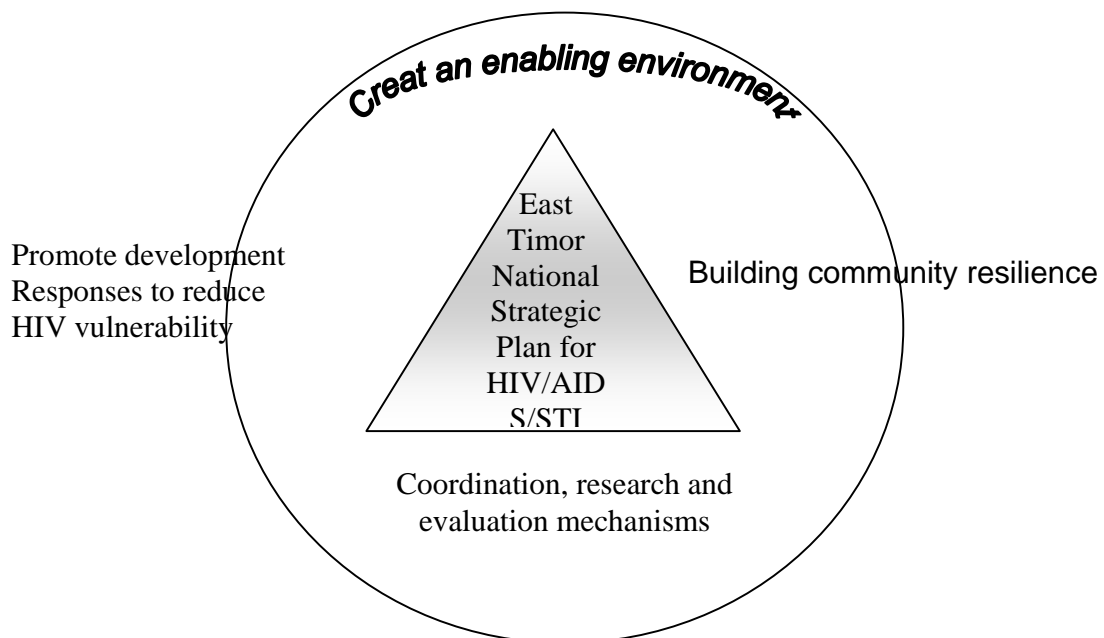 Creat an enabling environment
East
Timor
National
Strategic
Plan for
HIV/AID
S/STI
Promote development
Responses to reduce
HIV vulnerability
Building community resilience
Coordination, research and
evaluation mechanisms